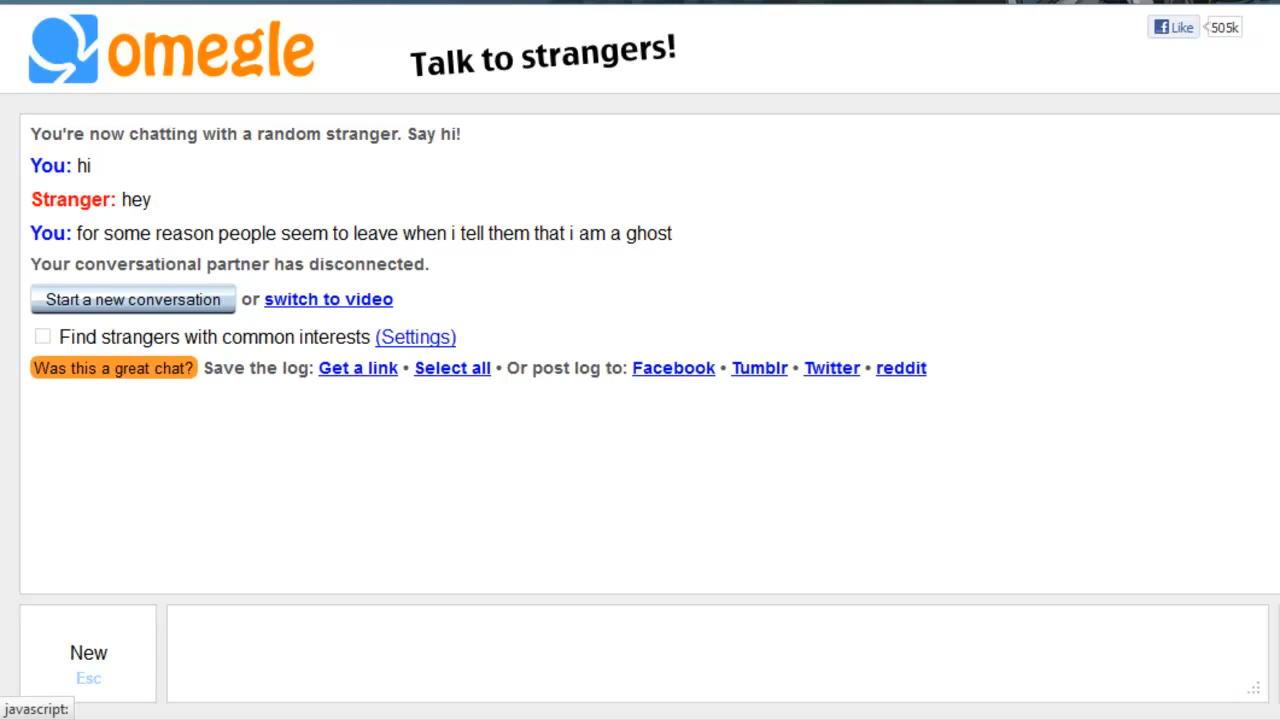 omegle Talk to strangers! Like 505k
You're now chatting with a random stranger. Say hi!
You: hi
Stranger: hey
You: for some reason people seem to leave when i tell them that i am a ghost
Your conversational partner has disconnected.
Start a new conversation or switch to video
Find strangers with common interests (Settings)
Was this a great chat? Save the log: Get a link • Select all • Or post log to: Facebook • Tumblr • Twitter • reddit
New
Esc
javascript: